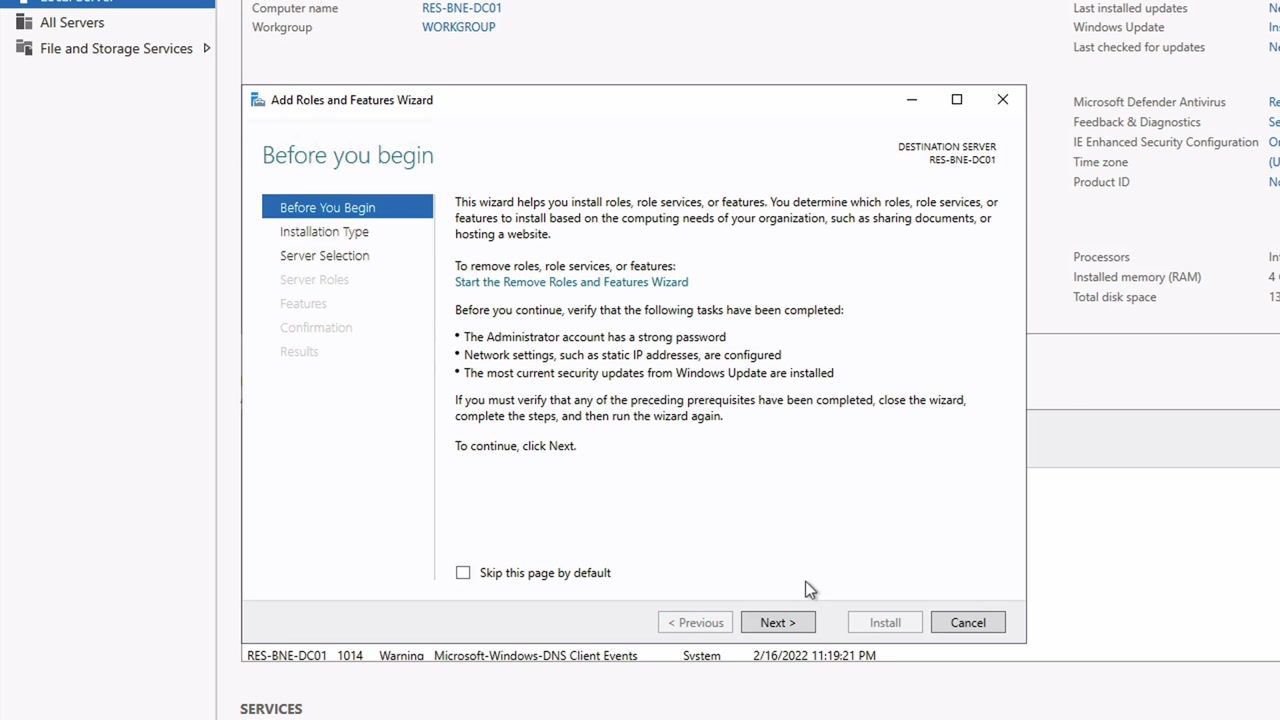 Computer name RES-BNE-DC01 Last installed updates
All Servers
Workgroup WORKGROUP Windows Update
File and Storage Services Last checked for updates
Add Roles and Features Wizard
Microsoft Defender Antivirus
Feedback & Diagnostics
IE Enhanced Security Configuration
Time zone
Product ID
Before you begin
DESTINATION SERVER
RES-BNE-DC01
Before You Begin
Installation Type
Server Selection
Server Roles
Features
Confirmation
Results
This wizard helps you install roles, role services, or features. You determine which roles, role services, or
features to install based on the computing needs of your organization, such as sharing documents, or
hosting a website.
To remove roles, role services, or features:
Start the Remove Roles and Features Wizard
Before you continue, verify that the following tasks have been completed:
• The Administrator account has a strong password
• Network settings, such as static IP addresses, are configured
• The most current security updates from Windows Update are installed
If you must verify that any of the preceding prerequisites have been completed, close the wizard,
complete the steps, and then run the wizard again.
To continue, click Next.
Processors
Installed memory (RAM) 4
Total disk space 13
Skip this page by default
< Previous Next > Install Cancel
RES-BNE-DC01 1014 Warning Microsoft-Windows-DNS Client Events System 2/16/2022 11:19:21 PM
SERVICES